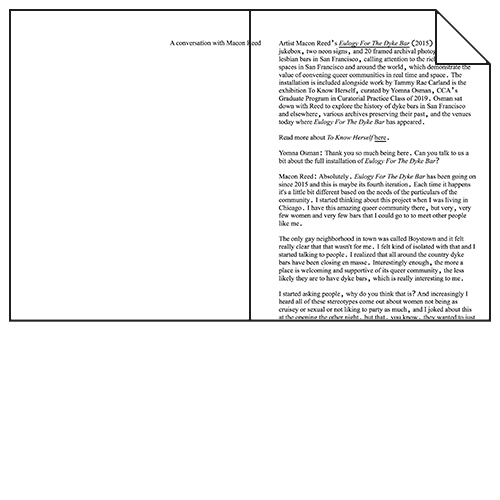 A conversation with Macon Reed
Artist Macon Reed's Eulogy For The Dyke Bar (2015)
jukebox, two neon signs, and 20 framed archival
lesbian bars in San Francisco, calling attention to the
spaces in San Francisco and around the world, which demonstrate the
value of convening queer communities in real time and space. The
installation is included alongside work by Tammy Rae Carland is the
exhibition To Know Herself, curated by Yomna Osman, CCA's
Graduate Program in Curatorial Practice Class of 2019. Osman sat
down with Reed to explore the history of dyke bars in San Francisco
and elsewhere, various archives preserving their past, and the venues
today where Eulogy For The Dyke Bar has appeared.
Read more about To Know Herself here.
Yomna Osman: Thank you so much being here. Can you talk to us a
bit about the full installation of Eulogy For The Dyke Bar?
Macon Reed: Absolutely. Eulogy For The Dyke Bar has been going on
since 2015 and this is maybe its fourth iteration. Each time it happens
it's a little bit different based on the needs of the particulars of the
community. I started thinking about this project when I was living in
Chicago. I have this amazing queer community there, but very, very
few women and very few bars that I could go to to meet other people
like me.
The only gay neighborhood in town was called Boystown and it felt
really clear that that wasn't for me. I felt kind of isolated with that and I
started talking to people. I realized that all around the country dyke
bars have been closing en masse. Interestingly enough, the more a
place is welcoming and supportive of its queer community, the less
likely they are to have dyke bars, which is really interesting to me.
I started asking people, why do you think that is? And increasingly I
heard all of these stereotypes come out about women not being as
cruisey or sexual or not liking to party as much, and I joked about this
at the opening the other night, but that, you know, they wanted to just